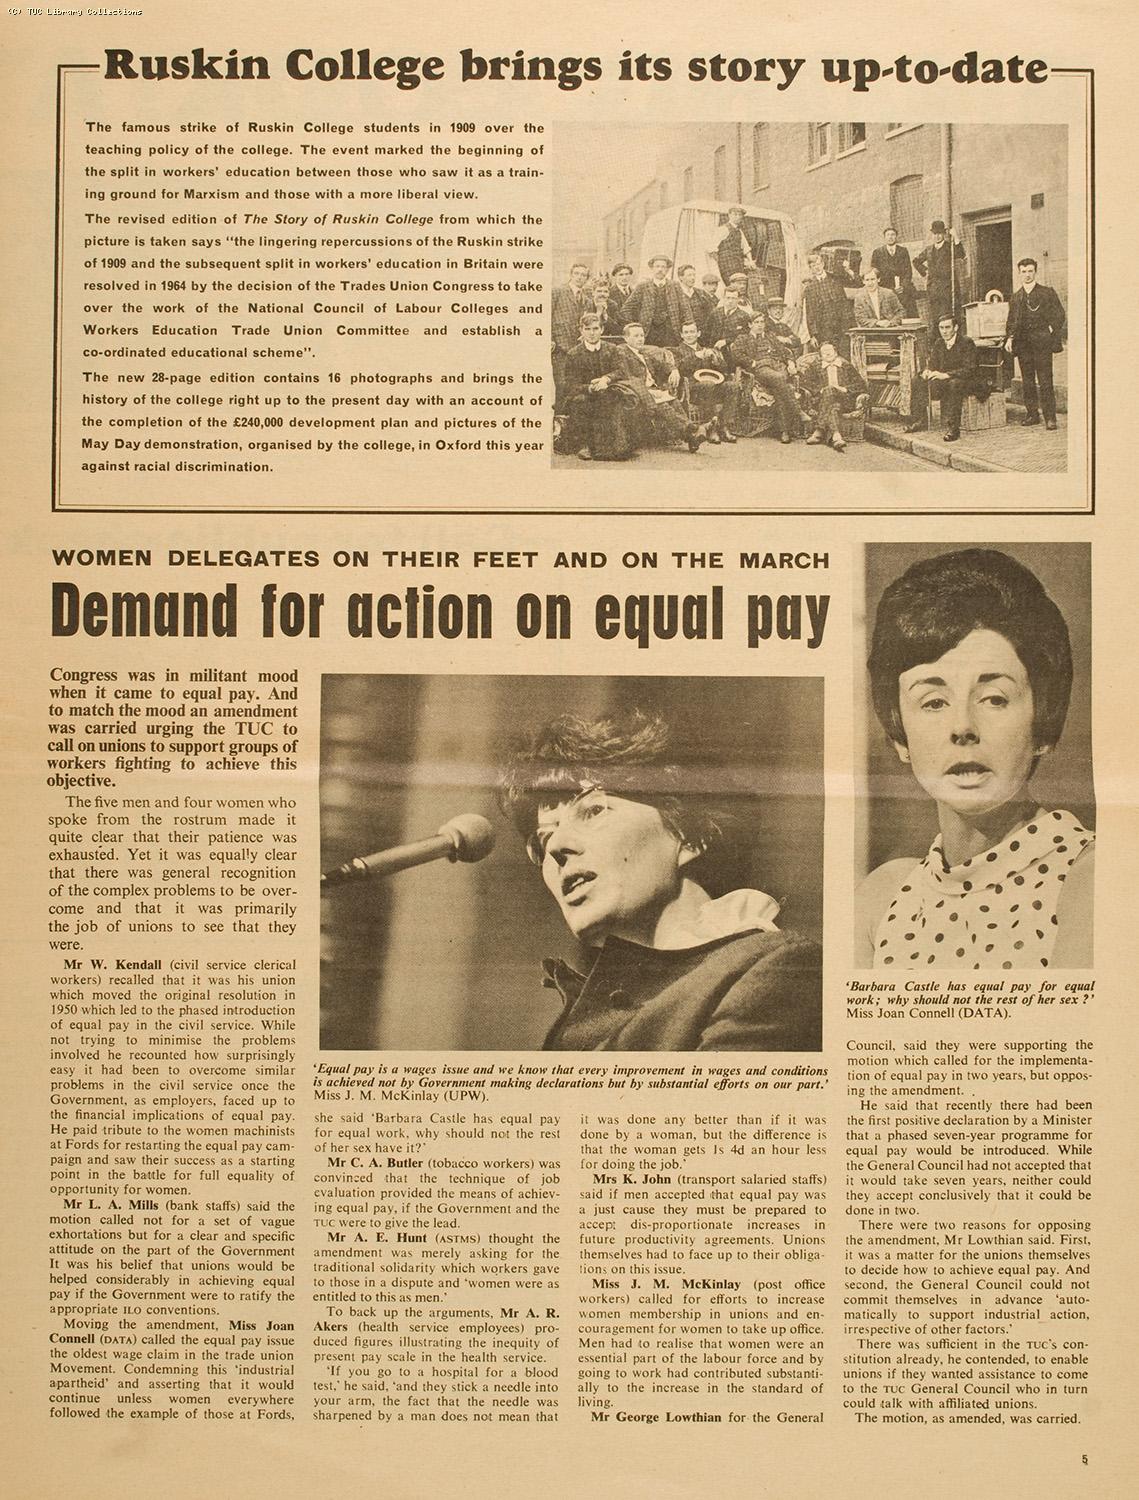 (C) TUC Library Collections
Ruskin College brings its story up-to-date
The famous strike of Ruskin College students in 1909 over the
teaching policy of the college. The event marked the beginning of
the split in workers' education between those who saw it as a train-
ing ground for Marxism and those with a more liberal view.
The revised edition of The Story of Ruskin College from which the
picture is taken says "the lingering repercussions of the Ruskin strike
of 1909 and the subsequent split in workers' education in Britain were
resolved in 1964 by the decision of the Trades Union Congress to take
over the work of the National Council of Labour Colleges and
Workers Education Trade Union Committee and establish a
co-ordinated educational scheme".
The new 28-page edition contains 16 photographs and brings the
history of the college right up to the present day with an account of
the completion of the £240,000 development plan and pictures of the
May Day demonstration, organised by the college, in Oxford this year
against racial discrimination.
WOMEN DELEGATES ON THEIR FEET AND ON THE MARCH
Demand for action on equal pay
Congress was in militant mood
when it came to equal pay. And
to match the mood an amendment
was carried urging the TUC to
call on unions to support groups of
workers fighting to achieve this
objective.
The five men and four women who
spoke from the rostrum made it
quite clear that their patience was
exhausted. Yet it was equally clear
that there was general recognition
of the complex problems to be over-
come and that it was primarily
the job of unions to see that they
were.
Mr W. Kendall (civil service clerical
workers) recalled that it was his union
which moved the original resolution in
1950 which led to the phased introduction
of equal pay in the civil service. While
not trying to minimise the problems
involved he recounted how surprisingly
easy it had been to overcome similar
problems in the civil service once the
Government, as employers, faced up to
the financial implications of equal pay.
He paid tribute to the women machinists
at Fords for restarting the equal pay cam-
paign and saw their success as a starting
point in the battle for full equality of
opportunity for women.
Mr L. A. Mills (bank staffs) said the
motion called not for a set of vague
exhortations but for a clear and specific
attitude on the part of the Government
It was his belief that unions would be
helped considerably in achieving equal
pay if the Government were to ratify the
appropriate ILO conventions.
Moving the amendment, Miss Joan
Connell (DATA) called the equal pay issue
the oldest wage claim in the trade union
Movement. Condemning this 'industrial
apartheid' and asserting that it would
continue unless women everywhere
followed the example of those at Fords,
'Equal pay is a wages issue and we know that every improvement in wages and conditions
is achieved not by Government making declarations but by substantial efforts on our part.'
Miss J. M. McKinlay (UPW).
she said 'Barbara Castle has equal pay
for equal work, why should not the rest
of her sex have it?'
Mr C. A. Butler (tobacco workers) was
convinced that the technique of job
evaluation provided the means of achiev-
ing equal pay, if the Government and the
TUC were to give the lead.
Mr A. E. Hunt (ASTMS) thought the
amendment was merely asking for the
traditional solidarity which workers gave
to those in a dispute and 'women were as
entitled to this as men.'
To back up the arguments, Mr A. R.
Akers (health service employees) pro-
duced figures illustrating the inequity of
present pay scale in the health service.
'If you go to a hospital for a blood
test,' he said, 'and they stick a needle into
your arm, the fact that the needle was
sharpened by a man does not mean that
it was done any better than if it was
done by a woman, but the difference is
that the woman gets 1s 4d an hour less
for doing the job.'
Mrs K. John (transport salaried staffs)
said if men accepted that equal pay was
a just cause they must be prepared to
accept dis-proportionate increases in
future productivity agreements. Unions
themselves had to face up to their obliga-
tions on this issue.
Miss J. M. McKinlay (post office
workers) called for efforts to increase
women membership in unions and en-
couragement for women to take up office.
Men had to realise that women were an
essential part of the labour force and by
going to work had contributed substanti-
ally to the increase in the standard of
living.
Mr George Lowthian for the General
'Barbara Castle has equal pay for equal
work; why should not the rest of her sex ?'
Miss Joan Connell (DATA).
Council, said they were supporting the
motion which called for the implementa-
tion of equal pay in two years, but oppos-
ing the amendment.
He said that recently there had been
the first positive declaration by a Minister
that a phased seven-year programme for
equal pay would be introduced. While
the General Council had not accepted that
it would take seven years, neither could
they accept conclusively that it could be
done in two.
There were two reasons for opposing
the amendment, Mr Lowthian said. First,
it was a matter for the unions themselves
to decide how to achieve equal pay. And
second, the General Council could not
commit themselves in advance 'auto-
matically to support industrial action,
irrespective of other factors.'
There was sufficient in the TUC's con-
stitution already, he contended, to enable
unions if they wanted assistance to come
to the TUC General Council who in turn
could talk with affiliated unions.
The motion, as amended, was carried.
5